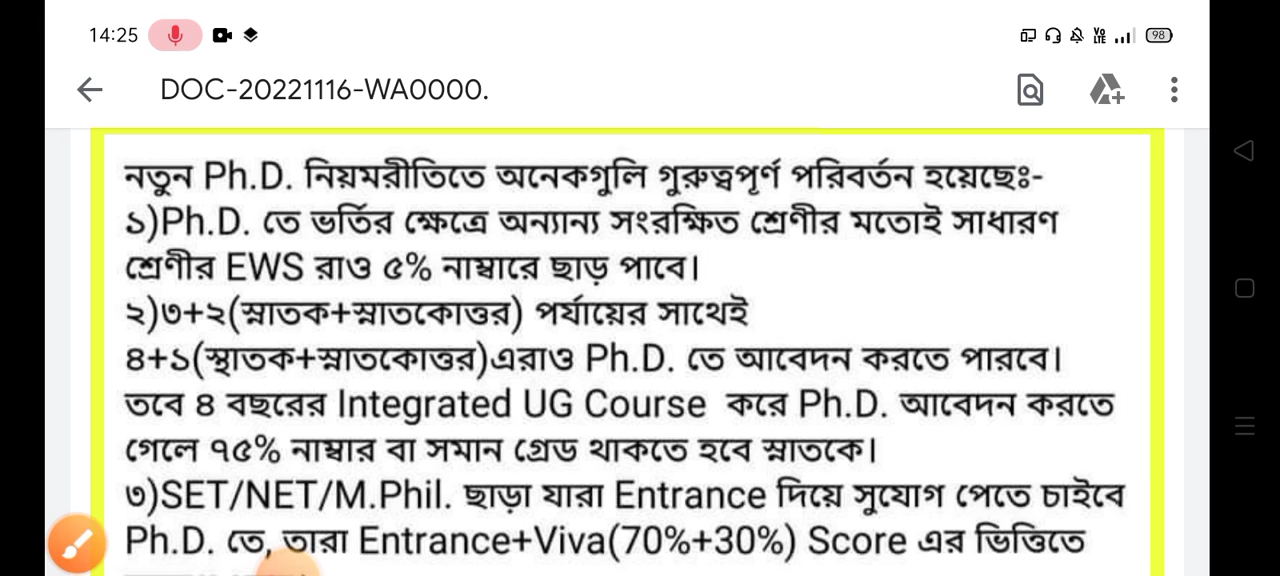 14:25
VO LTE
98
DOC-20221116-WA0000.
নতুন Ph.D. নিয়মরীতিতে অনেকগুলি গুরুত্বপূর্ণ পরিবর্তন হয়েছেঃ-
১)Ph.D. তে ভর্তির ক্ষেত্রে অন্যান্য সংরক্ষিত শ্রেণীর মতোই সাধারণ
শ্রেণীর EWS রাও ৫% নাম্বারে ছাড় পাবে।
২)৩+২(স্নাতক+স্নাতকোত্তর) পর্যায়ের সাথেই
৪+১(স্থাতক+স্নাতকোত্তর)এরাও Ph.D. তে আবেদন করতে পারবে।
তবে ৪ বছরের Integrated UG Course করে Ph.D. আবেদন করতে
গেলে ৭৫% নাম্বার বা সমান গ্রেড থাকতে হবে স্নাতকে।
৩)SET/NET/M.Phil. ছাড়া যারা Entrance দিয়ে সুযোগ পেতে চাইবে
Ph.D. তে, তারা Entrance+Viva(70%+30%) Score এর ভিত্তিতে